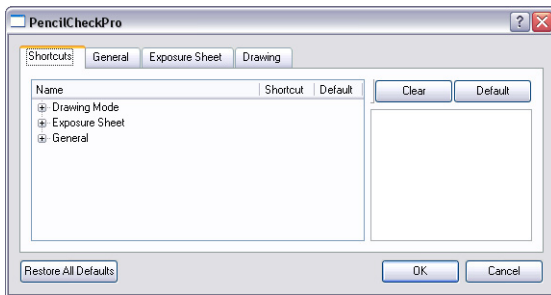 PencilCheckPro
Shortcuts General Exposure Sheet Drawing
Name Shortcut Default Clear Default
Drawing Mode
Exposure Sheet
General
Restore All Defaults OK Cancel